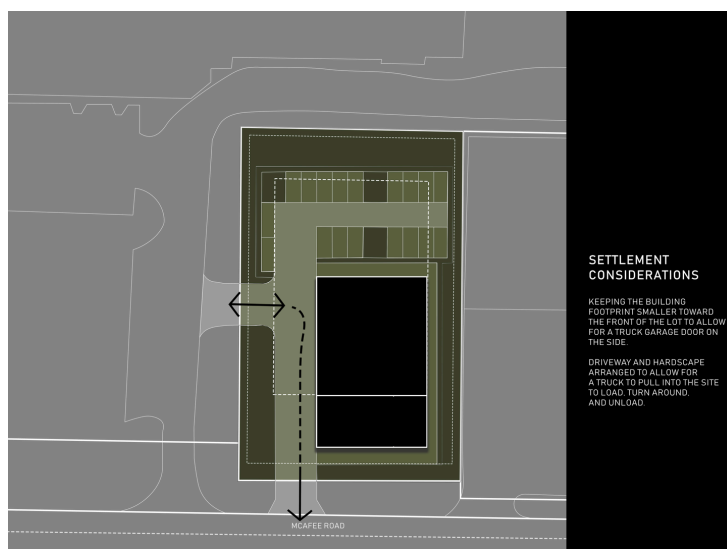 SETTLEMENT
CONSIDERATIONS
KEEPING THE BUILDING
FOOTPRINT SMALLER TOWARD
THE FRONT OF THE LOT TO ALLOW
FOR A TRUCK GARAGE DOOR ON
THE SIDE.
DRIVEWAY AND HARDSCAPE
ARRANGED TO ALLOW FOR
A TRUCK TO PULL INTO THE SITE
TO LOAD, TURN AROUND,
AND UNLOAD.
MCAFEE ROAD